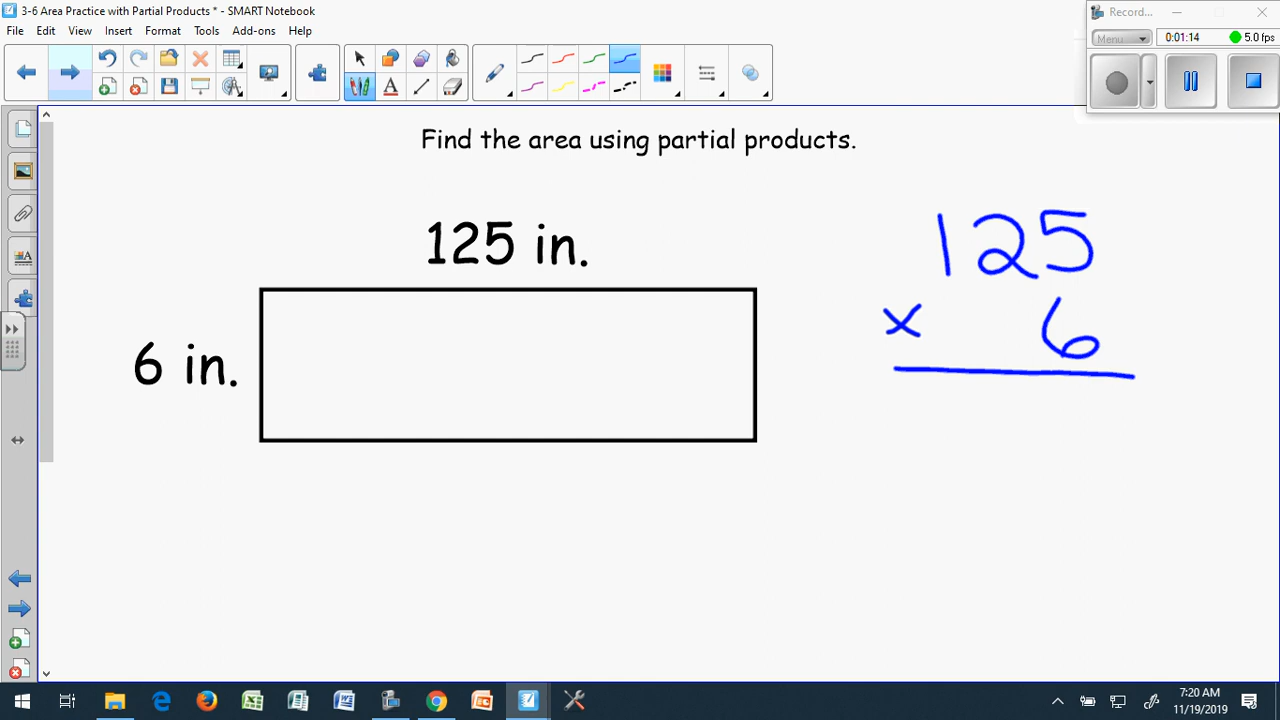 3-6 Area Practice with Partial Products * - SMART Notebook
File Edit View Insert Format Tools Add-ons Help
Record...
Menu
0:01:14
5.0 fps
Find the area using partial products.
125 in.
6 in.
125
x 6
7:20 AM
11/19/2019